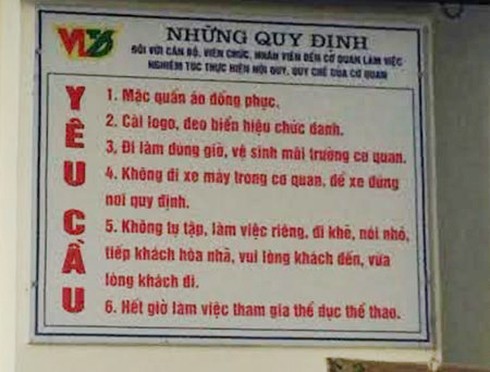 NHỮNG QUY ĐỊNH
ĐỐI VỚI CÁN BỘ, VIÊN CHỨC, NHÂN VIÊN ĐẾN CƠ QUAN LÀM VIỆC
NGHIÊM TÚC THỰC HIỆN NỘI QUY, QUY CHẾ CỦA CƠ QUAN
YÊU CẦU
1. Mặc quần áo đồng phục.
2. Cài logo, đeo biển hiệu chức danh.
3, Đi làm đúng giờ, vệ sinh môi trường cơ quan.
4. Không đi xe máy trong cơ quan, để xe đúng
nơi quy định.
5. Không tụ tập, làm việc riêng, đi khẽ, nói nhỏ,
tiếp khách hòa nhã, vui lòng khách đến, vừa
lòng khách đi.
6. Hết giờ làm việc tham gia thể dục thể thao.